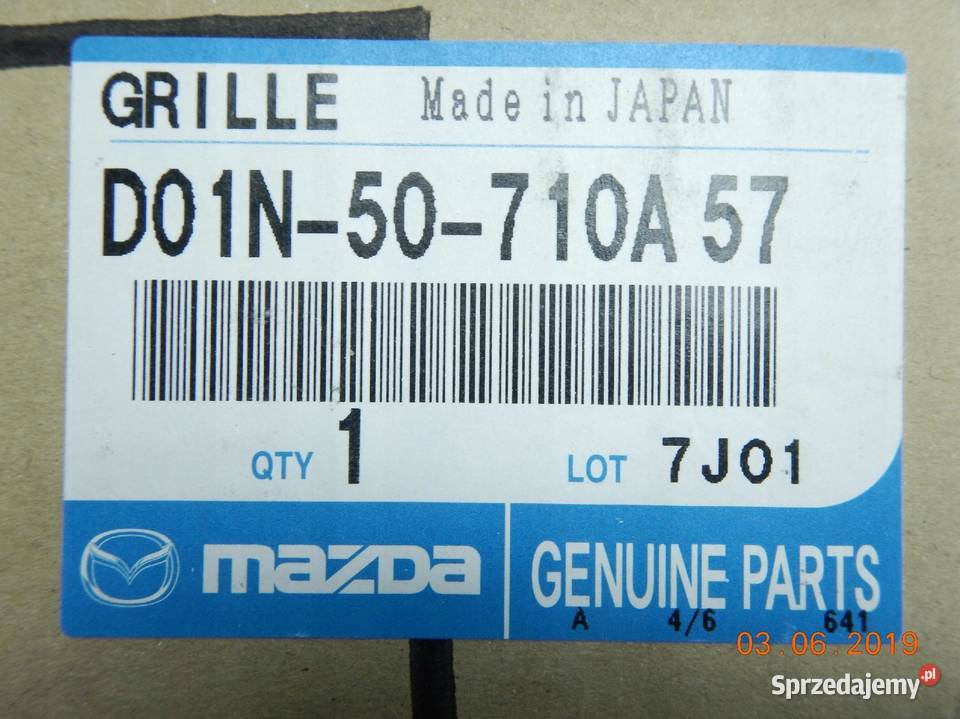 GRILLE Made in JAPAN
D01N-50-710A 57
QTY 1 LOT 7J01
mazda GENUINE PARTS
A 4/6 641
03.06.2019
Sprzedajemy.pl